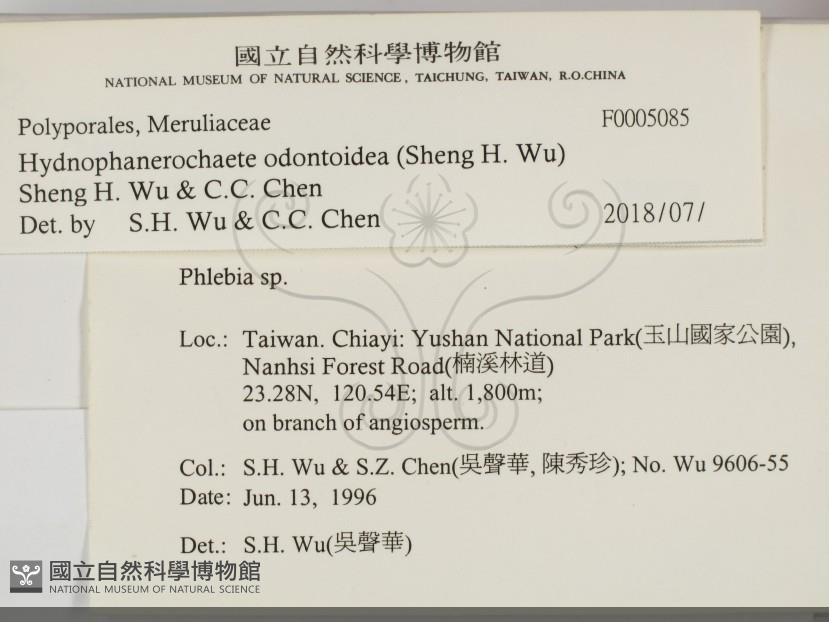 國立自然科學博物館
NATIONAL MUSEUM OF NATURAL SCIENCE, TAICHUNG, TAIWAN, R.O.CHINA
Polyporales, Meruliaceae F0005085
Hydnophanerochaete odontoidea (Sheng H. Wu)
Sheng H. Wu & C.C. Chen
Det. by S.H. Wu & C.C. Chen 2018/07/
Phlebia sp.
Loc.: Taiwan. Chiayi: Yushan National Park(玉山國家公園),
Nanhsi Forest Road(楠溪林道)
23.28N, 120.54E; alt. 1,800m;
on branch of angiosperm.
Col.: S.H. Wu & S.Z. Chen(吳聲華, 陳秀珍); No. Wu 9606-55
Date: Jun. 13, 1996
Det.: S.H. Wu(吳聲華)
國立自然科學博物館
NATIONAL MUSEUM OF NATURAL SCIENCE